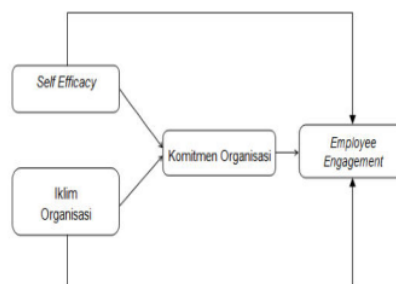 Self Efficacy
Iklim
Organisasi
Komitmen Organisasi
Employee
Engagement